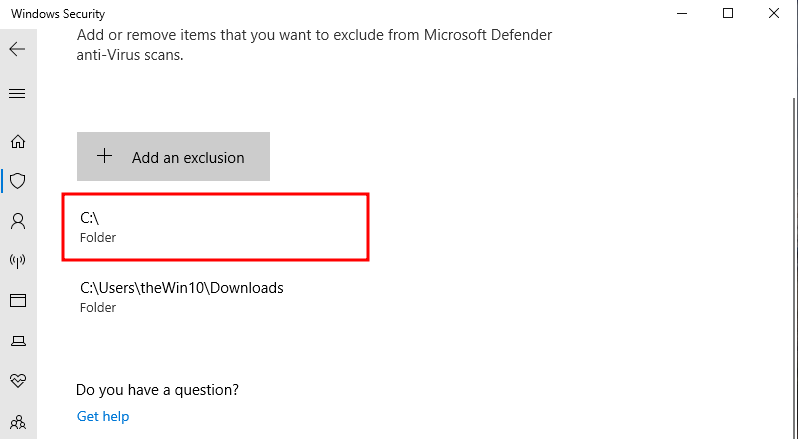 Windows Security
Add or remove items that you want to exclude from Microsoft Defender
anti-Virus scans.
Add an exclusion
C:\
Folder
C:\Users\theWin10\Downloads
Folder
Do you have a question?
Get help